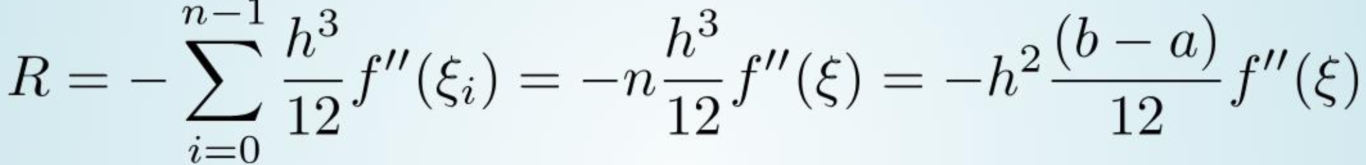 R = -\sum_{i=0}^{n-1} \frac{h^3}{12} f''(\xi_i) = -n\frac{h^3}{12} f''(\xi) = -h^2 \frac{(b-a)}{12} f''(\xi)